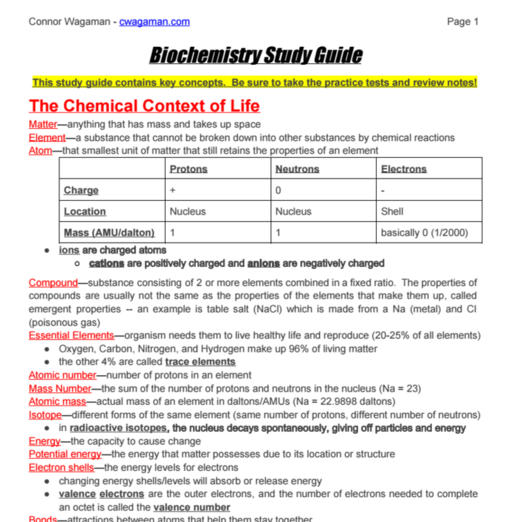 Connor Wagaman - cwagaman.com Page 1
Biochemistry Study Guide
This study guide contains key concepts. Be sure to take the practice tests and review notes!
The Chemical Context of Life
Matter—anything that has mass and takes up space
Element—a substance that cannot be broken down into other substances by chemical reactions
Atom—that smallest unit of matter that still retains the properties of an element
Protons Neutrons Electrons
Charge + 0 -
Location Nucleus Nucleus Shell
Mass (AMU/dalton) 1 1 basically 0 (1/2000)
● ions are charged atoms
○ cations are positively charged and anions are negatively charged
Compound—substance consisting of 2 or more elements combined in a fixed ratio. The properties of
compounds are usually not the same as the properties of the elements that make them up, called
emergent properties -- an example is table salt (NaCl) which is made from a Na (metal) and Cl
(poisonous gas)
Essential Elements—organism needs them to live healthy life and reproduce (20-25% of all elements)
● Oxygen, Carbon, Nitrogen, and Hydrogen make up 96% of living matter
● the other 4% are called trace elements
Atomic number—number of protons in an element
Mass Number—the sum of the number of protons and neutrons in the nucleus (Na = 23)
Atomic mass—actual mass of an element in daltons/AMUs (Na = 22.9898 daltons)
Isotope—different forms of the same element (same number of protons, different number of neutrons)
● in radioactive isotopes, the nucleus decays spontaneously, giving off particles and energy
Energy—the capacity to cause change
Potential energy—the energy that matter possesses due to its location or structure
Electron shells—the energy levels for electrons
● changing energy shells/levels will absorb or release energy
● valence electrons are the outer electrons, and the number of electrons needed to complete
an octet is called the valence number
Bonds—attractions between atoms that help them stay together